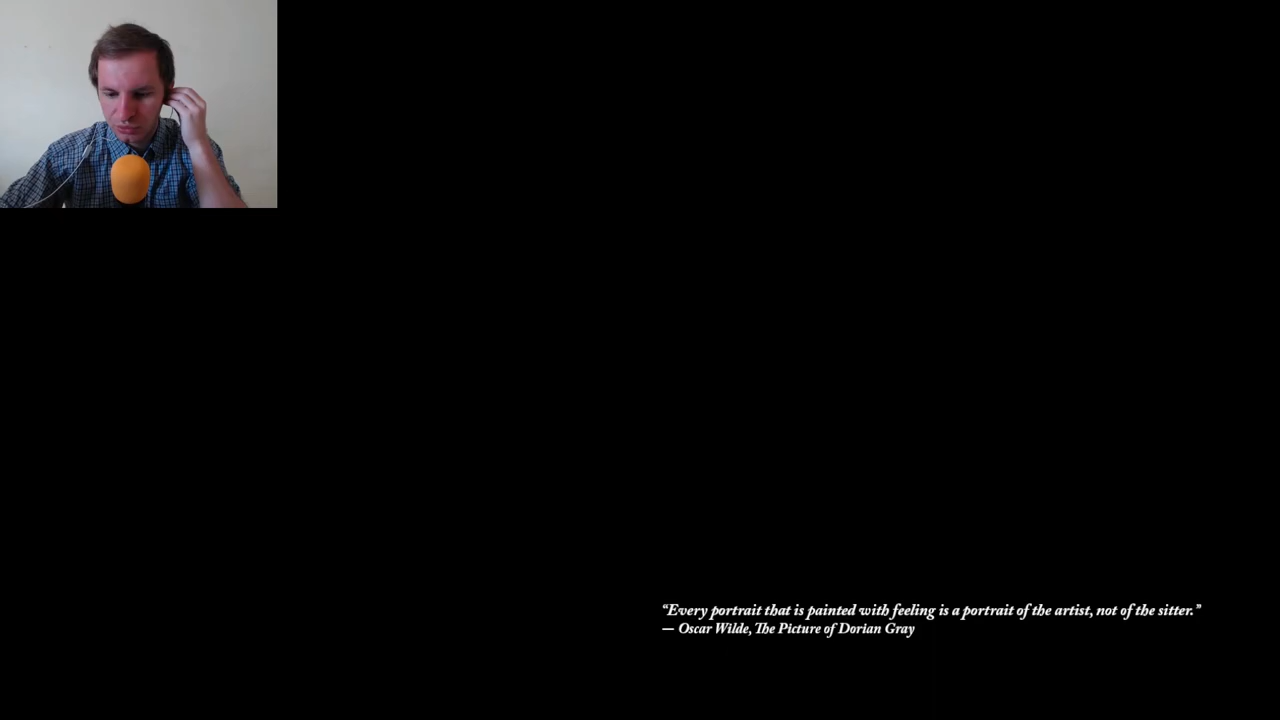 “Every portrait that is painted with feeling is a portrait of the artist, not of the sitter.”
— Oscar Wilde, The Picture of Dorian Gray